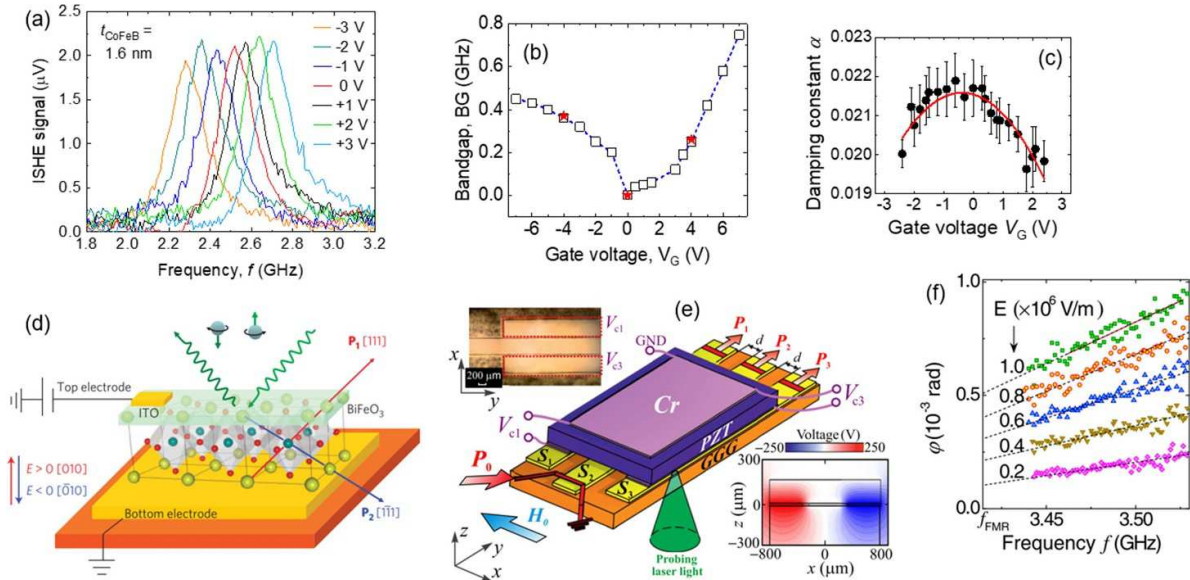 (a)
t_CoFeB =
1.6 nm
-3 V
-2 V
-1 V
0 V
+1 V
+2 V
+3 V
2.5
2.0
1.5
1.0
0.5
0.0
ISHE signal (μV)
1.8 2.0 2.2 2.4 2.6 2.8 3.0 3.2
Frequency, f (GHz)
(b)
0.8
0.6
0.4
0.2
0.0
Bandgap, BG (GHz)
-6 -4 -2 0 2 4 6
Gate voltage, V_G (V)
(c)
0.022
0.021
0.020
0.019
Damping constant α
-3 -2 -1 0 1 2 3
Gate voltage V_G (V)
(d)
P₁ [111]
Top electrode
ITO
BiFeO₃
E > 0 [010]
E < 0 [0̄10]
P₂ [1̄1̄1]
Bottom electrode
(e)
V_c1
V_c3
x
y
200 μm
GND
P₁
d
P₂
d
P₃
Cr
V_c3
V_c1
PZT
GGG
P₀
S₁
S₂
S₃
H₀
z
y
x
Probing
laser light
Voltage (V)
-250 250
300
0
-300
z (μm)
-800 0 800
x (μm)
(f)
1.0
0.5
0.0
φ (10⁻³ rad)
E (×10⁶ V/m)
1.0
0.8
0.6
0.4
0.2
f_FMR
3.45 3.50
Frequency f (GHz)